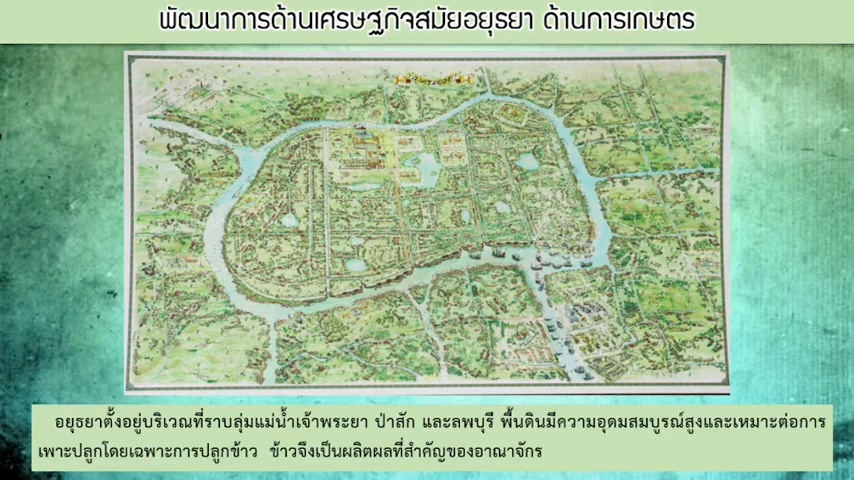 พัฒนาการด้านเศรษฐกิจสมัยอยุธยา ด้านการเกษตร
อยุธยาตั้งอยู่บริเวณที่ราบลุ่มแม่น้ำเจ้าพระยา ป่าสัก และลพบุรี พื้นดินมีความอุดมสมบูรณ์สูงและเหมาะต่อการ
เพาะปลูกโดยเฉพาะการปลูกข้าว ข้าวจึงเป็นผลิตผลที่สำคัญของอาณาจักร